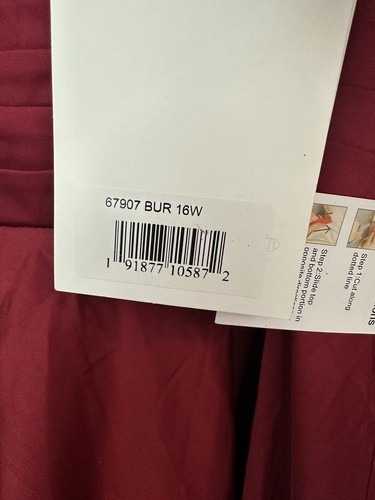 67907 BUR 16W
1 91877 10587 2
Step 1:Cut along
dotted line
Step 2:Slide top
and bottom portion in